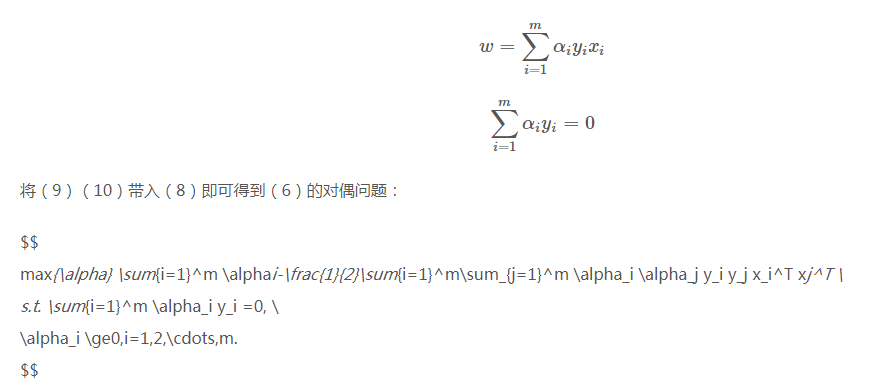 w = \sum_{i=1}^{m} α_i y_i x_i
\sum_{i=1}^{m} α_i y_i = 0
将（9）（10）带入（8）即可得到（6）的对偶问题：
$$
max{\alpha} \sum{i=1}^m \alphai-\frac{1}{2}\sum{i=1}^m\sum_{j=1}^m \alpha_i \alpha_j y_i y_j x_i^T xj^T \
s.t. \sum{i=1}^m \alpha_i y_i =0, \
\alpha_i \ge0,i=1,2,\cdots,m.
$$